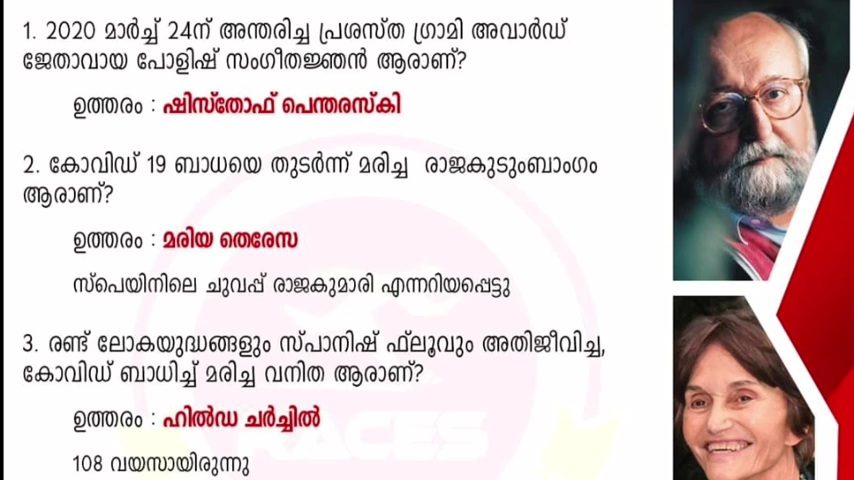 1. 2020 മാർച്ച് 24ന് അന്തരിച്ച പ്രശസ്ത ഗ്രാമി അവാർഡ്
ജേതാവായ പോളിഷ് സംഗീതജ്ഞൻ ആരാണ്?
ഉത്തരം : ഷിസ്തോഫ് പെന്തരസ്കി
2. കോവിഡ് 19 ബാധയെ തുടർന്ന് മരിച്ച രാജകുടുംബാംഗം
ആരാണ്?
ഉത്തരം : മരിയ തെരേസ
സ്പെയിനിലെ ചുവപ്പ് രാജകുമാരി എന്നറിയപ്പെട്ടു
3. രണ്ട് ലോകയുദ്ധങ്ങളും സ്പാനിഷ് ഫ്ലൂവും അതിജീവിച്ച,
കോവിഡ് ബാധിച്ച് മരിച്ച വനിത ആരാണ്?
ഉത്തരം : ഹിൽഡ ചർച്ചിൽ
RACES
108 വയസായിരുന്നു